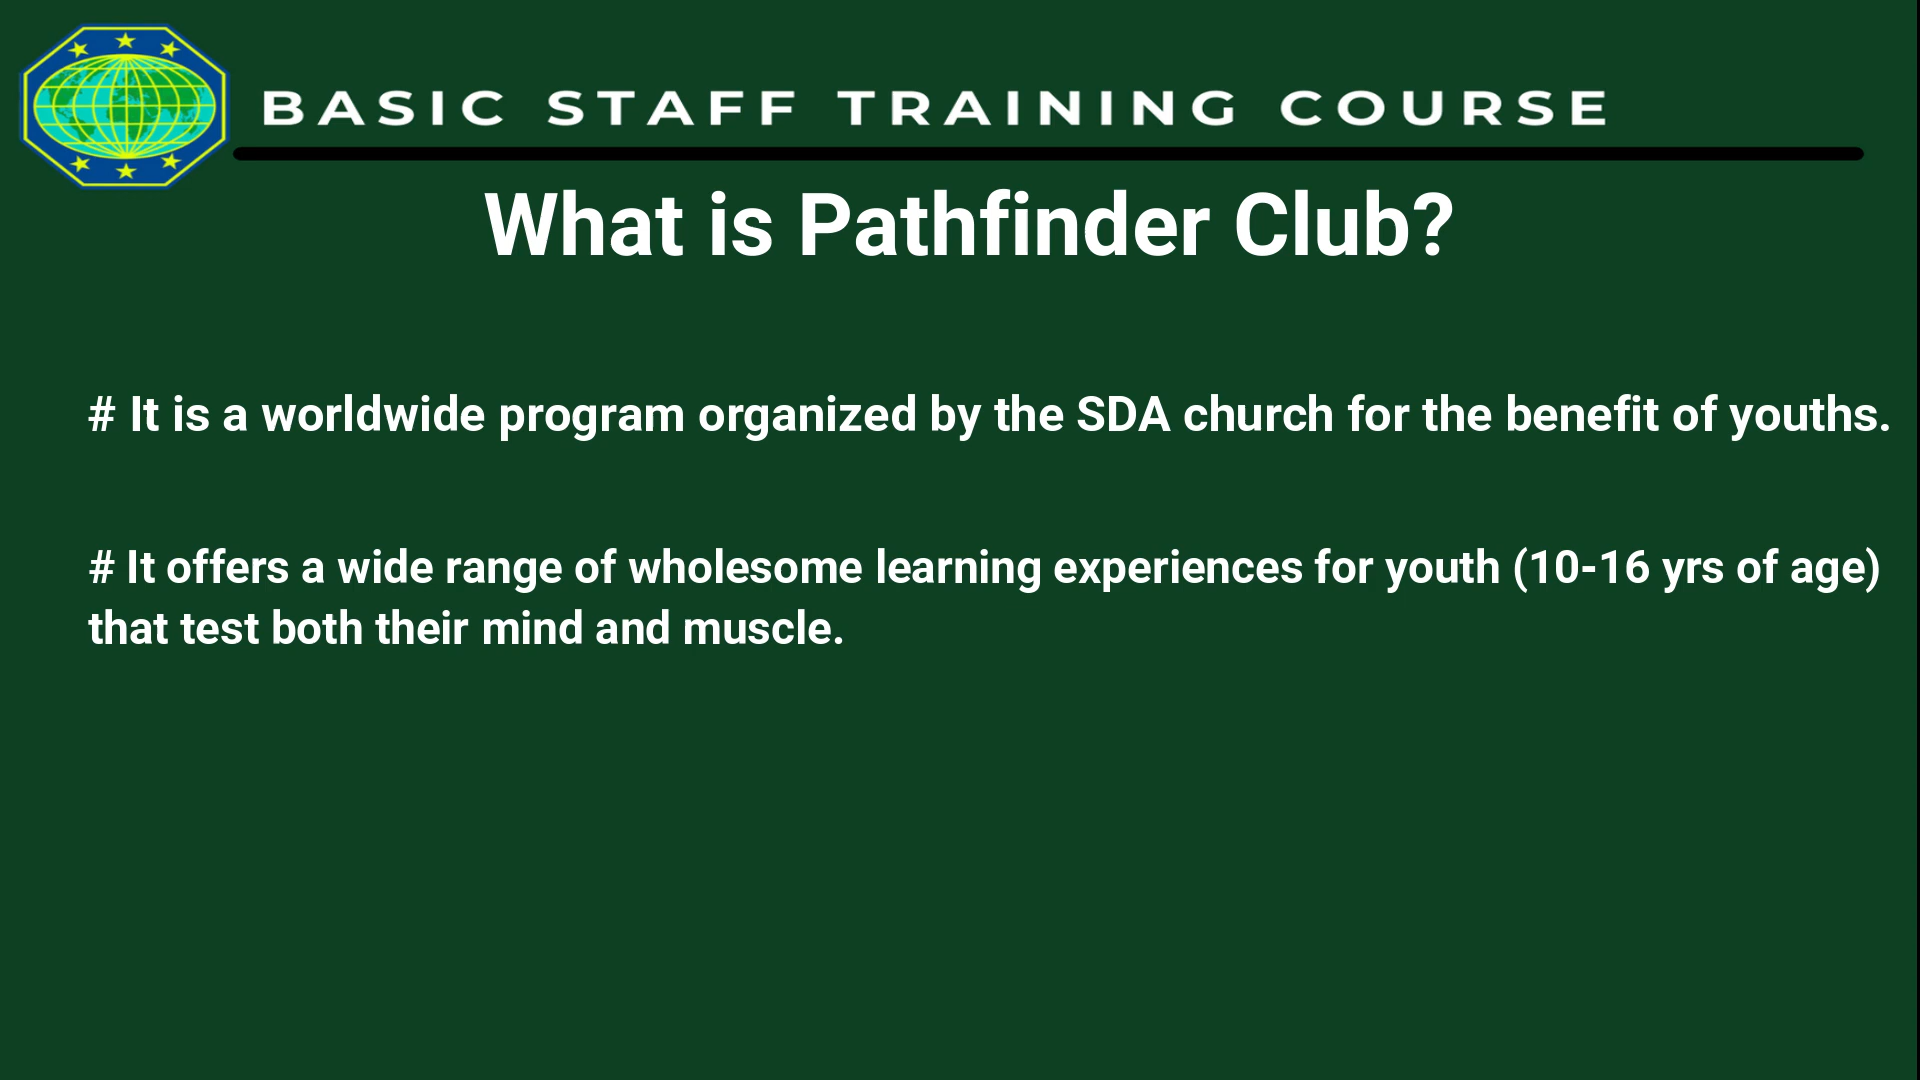 BASIC STAFF TRAINING COURSE
What is Pathfinder Club?
# It is a worldwide program organized by the SDA church for the benefit of youths.
# It offers a wide range of wholesome learning experiences for youth (10-16 yrs of age)
that test both their mind and muscle.